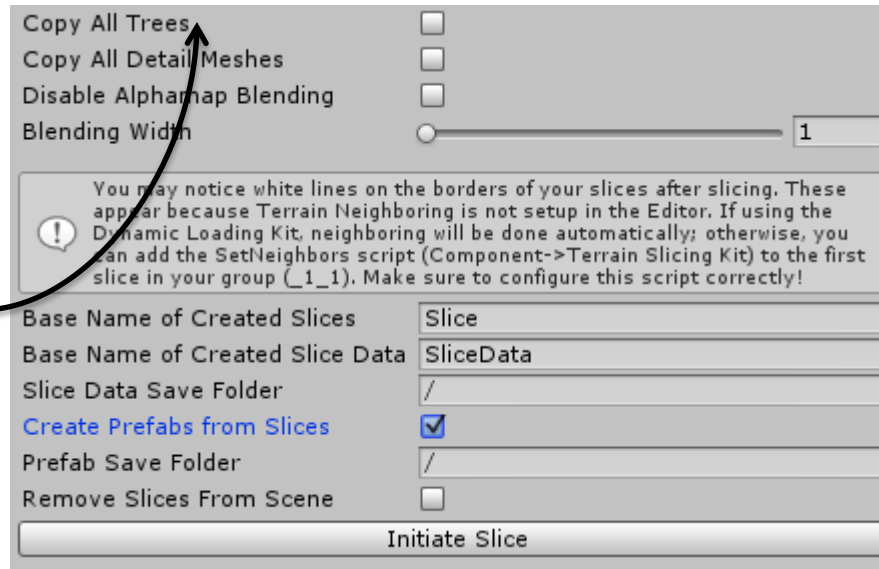 Copy All Trees
Copy All Detail Meshes
Disable Alphamap Blending
Blending Width 1
You may notice white lines on the borders of your slices after slicing. These
appear because Terrain Neighboring is not setup in the Editor. If using the
Dynamic Loading Kit, neighboring will be done automatically; otherwise, you
can add the SetNeighbors script (Component->Terrain Slicing Kit) to the first
slice in your group (_1_1). Make sure to configure this script correctly!
Base Name of Created Slices Slice
Base Name of Created Slice Data SliceData
Slice Data Save Folder /
Create Prefabs from Slices
Prefab Save Folder /
Remove Slices From Scene
Initiate Slice